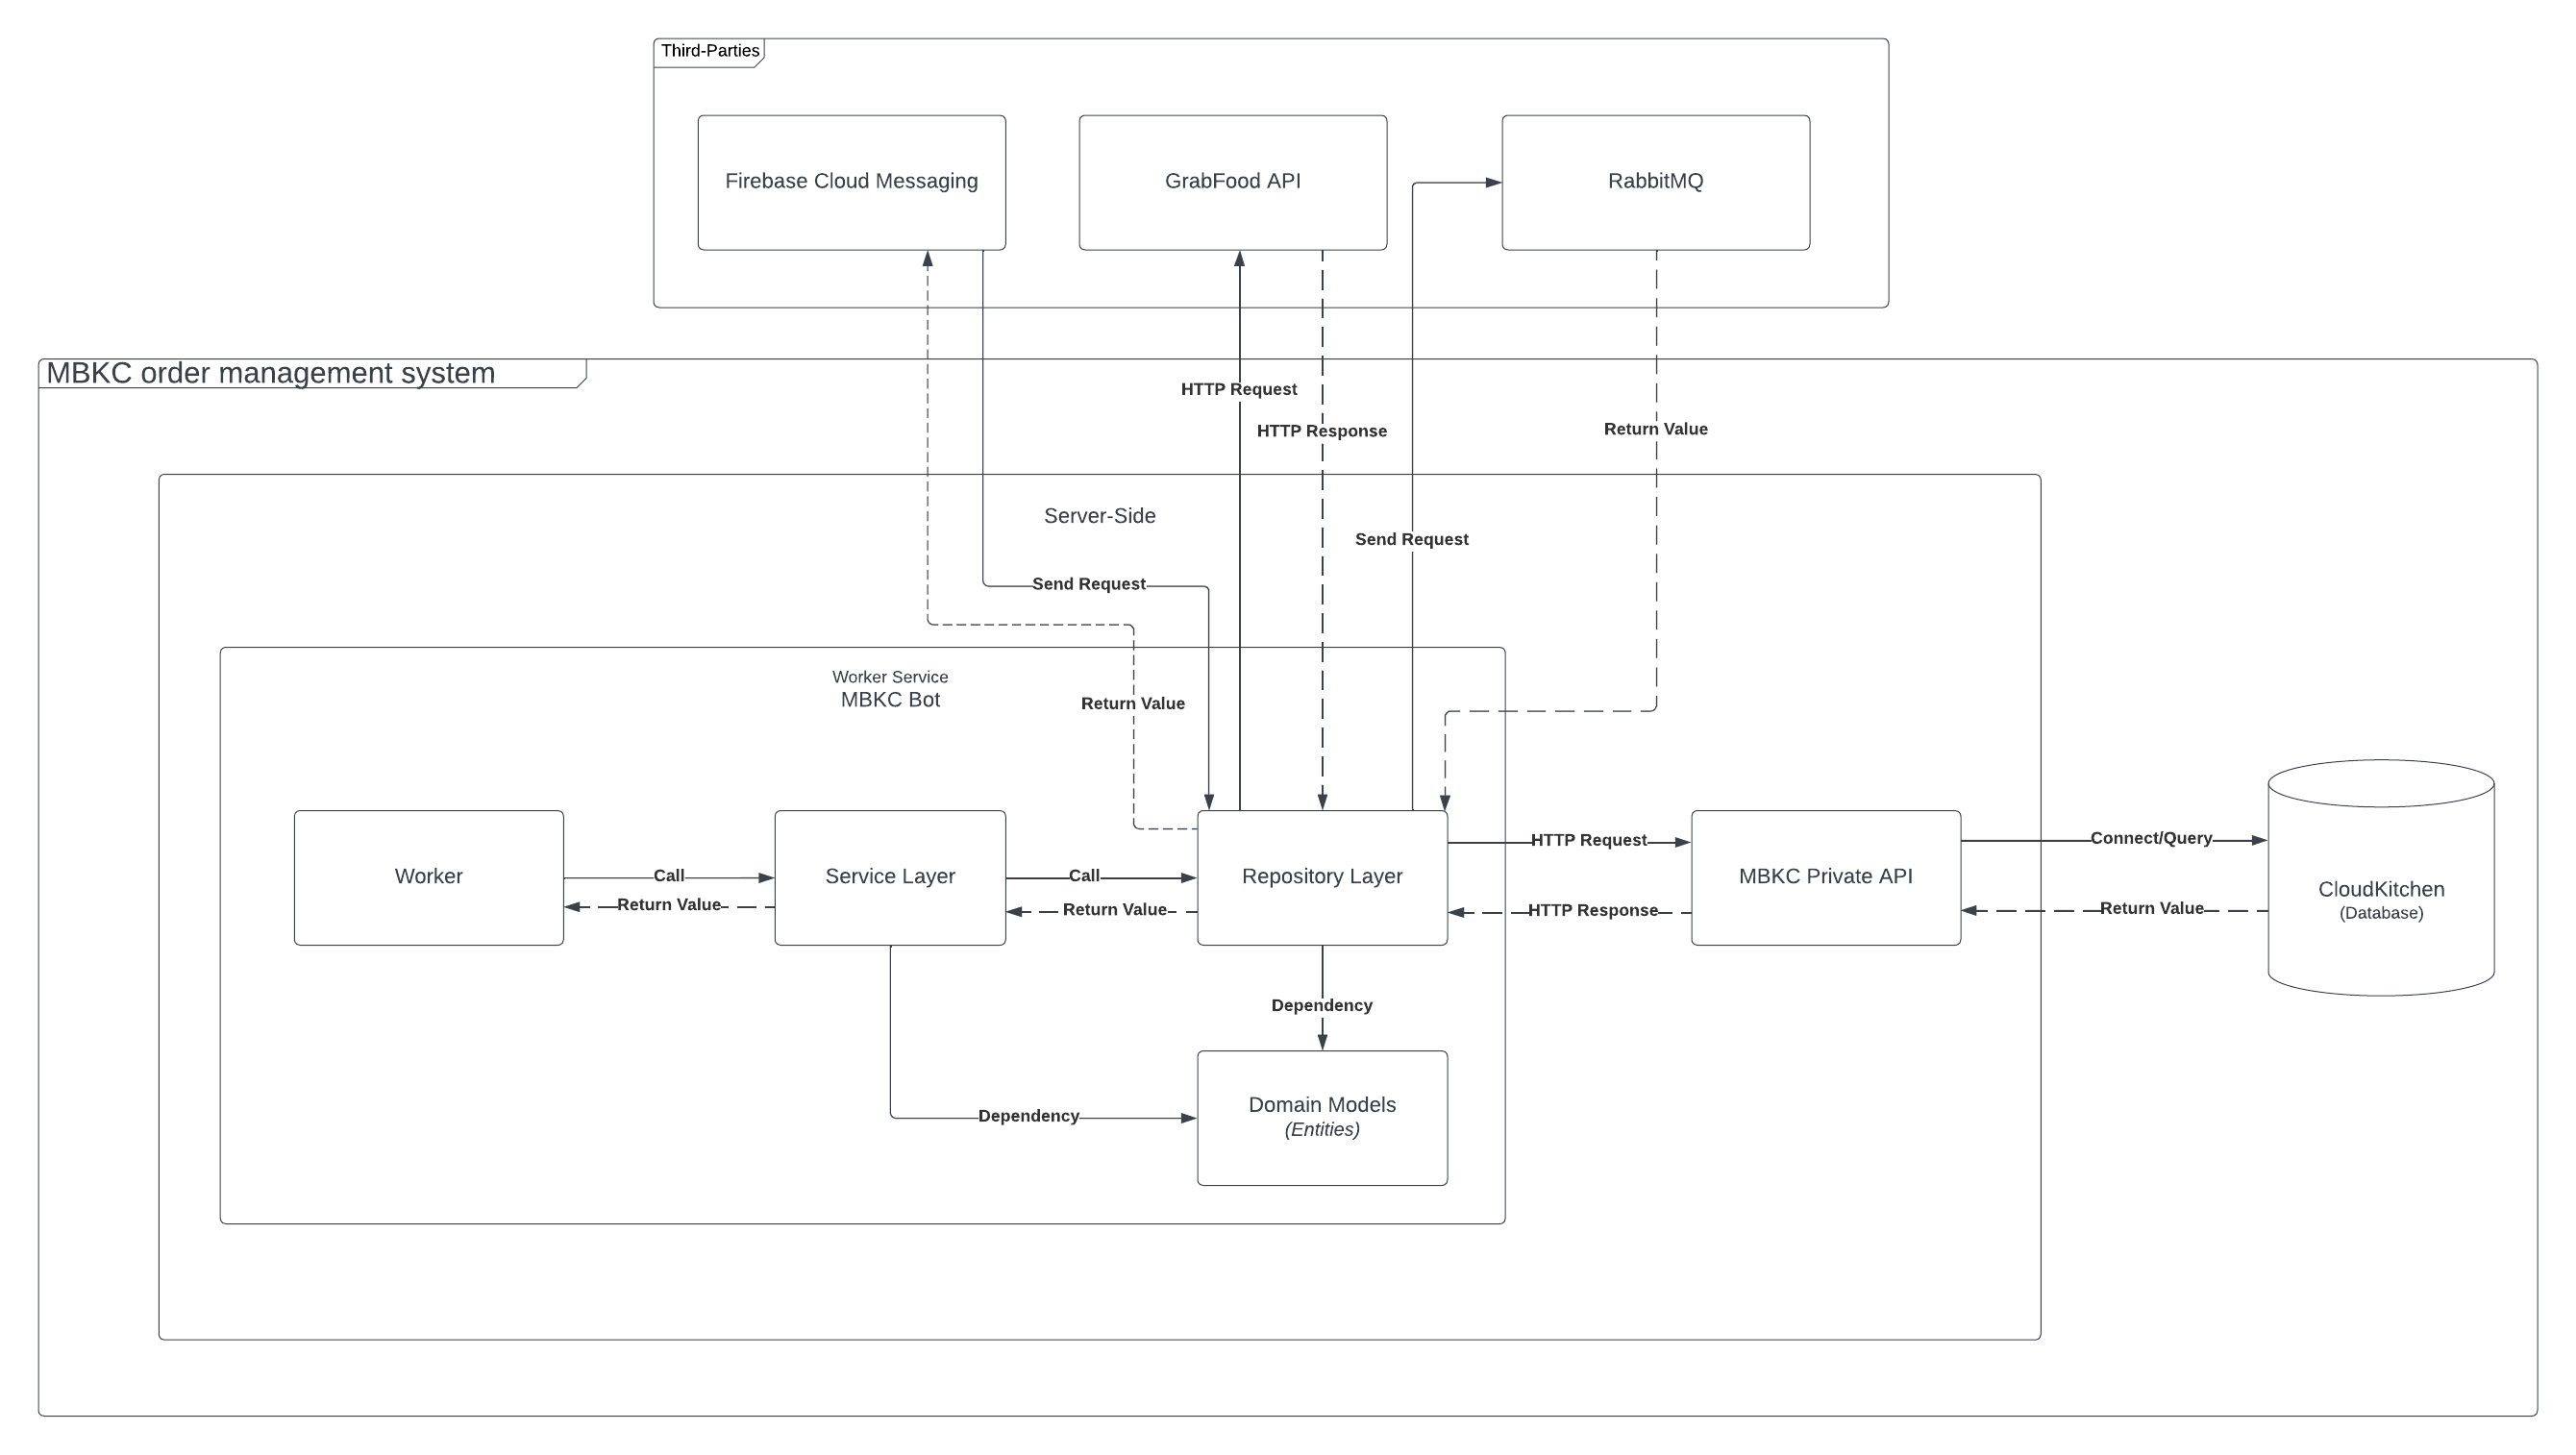 Third-Parties
Firebase Cloud Messaging
GrabFood API
RabbitMQ
MBKC order management system
HTTP Request
HTTP Response
Return Value
Server-Side
Send Request
Send Request
Worker Service
MBKC Bot
Return Value
Worker
Call
Return Value
Service Layer
Call
Return Value
Repository Layer
HTTP Request
HTTP Response
MBKC Private API
Connect/Query
Return Value
CloudKitchen
(Database)
Dependency
Dependency
Domain Models
(Entities)